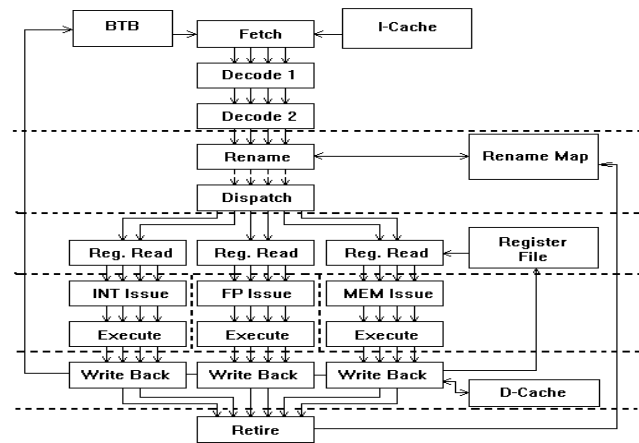 BTB
Fetch
I-Cache
Decode 1
Decode 2
Rename
Rename Map
Dispatch
Reg. Read
Reg. Read
Reg. Read
Register
File
INT Issue
FP Issue
MEM Issue
Execute
Execute
Execute
Write Back
Write Back
Write Back
D-Cache
Retire